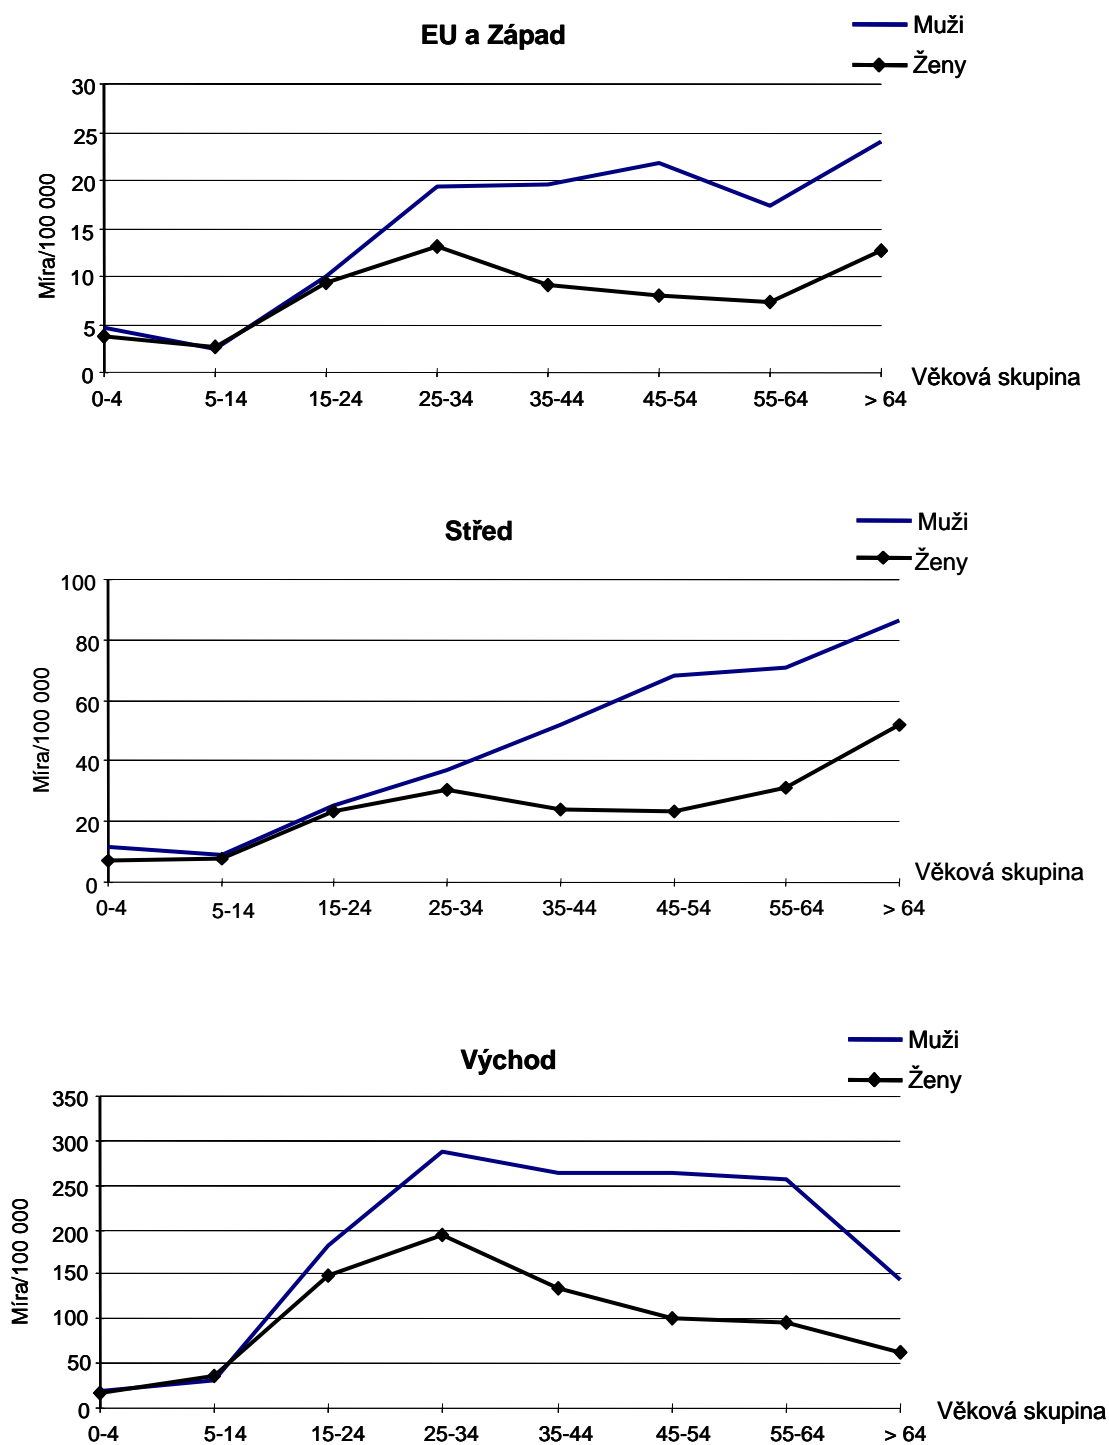 EU a Západ
Muži
Ženy
Míra/100 000
30
25
20
15
10
5
0
0-4 5-14 15-24 25-34 35-44 45-54 55-64 > 64
Věková skupina
Střed
Muži
Ženy
Míra/100 000
100
80
60
40
20
0
0-4 5-14 15-24 25-34 35-44 45-54 55-64 > 64
Věková skupina
Východ
Muži
Ženy
Míra/100 000
350
300
250
200
150
100
50
0
0-4 5-14 15-24 25-34 35-44 45-54 55-64 > 64
Věková skupina